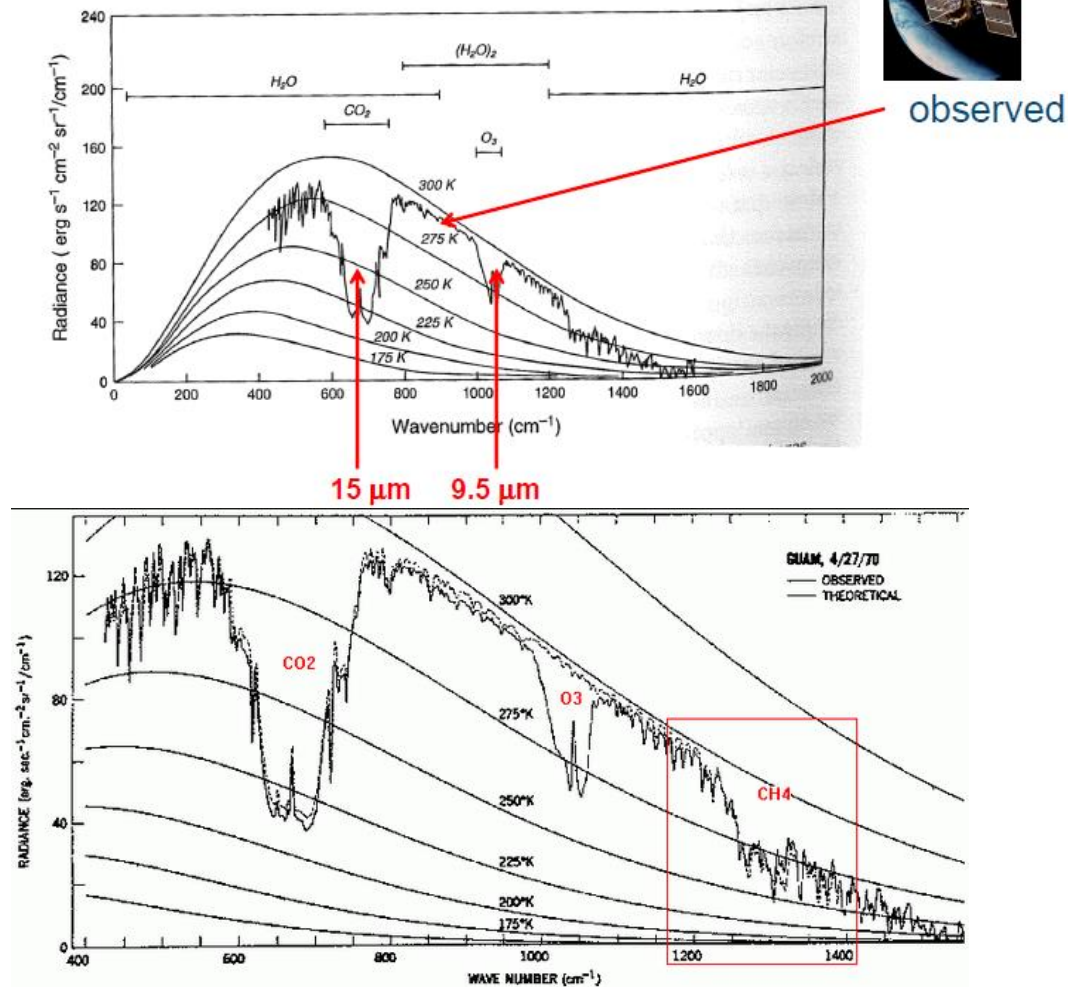 240
200
160
120
80
40
0
Radiance ( erg s⁻¹ cm⁻² sr⁻¹/cm⁻¹)
(H₂O)₂
H₂O
H₂O
CO₂
O₃
300 K
275 K
250 K
225 K
200 K
175 K
observed
0 200 400 600 800 1000 1200 1400 1600 1800 2000
Wavenumber (cm⁻¹)
15 μm 9.5 μm
GUAM, 4/27/70
OBSERVED
THEORETICAL
120
80
40
0
RADIANCE (erg. sec.⁻¹cm.⁻²sr⁻¹/cm⁻¹)
300°K
CO2
O3
275°K
CH4
250°K
225°K
200°K
175°K
400 600 800 1000 1200 1400
WAVE NUMBER (cm⁻¹)